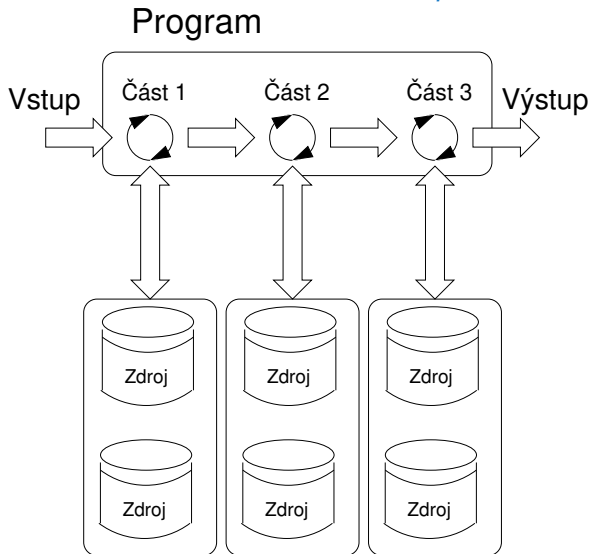 Program
Vstup
Část 1
Část 2
Část 3
Výstup
Zdroj
Zdroj
Zdroj
Zdroj
Zdroj
Zdroj